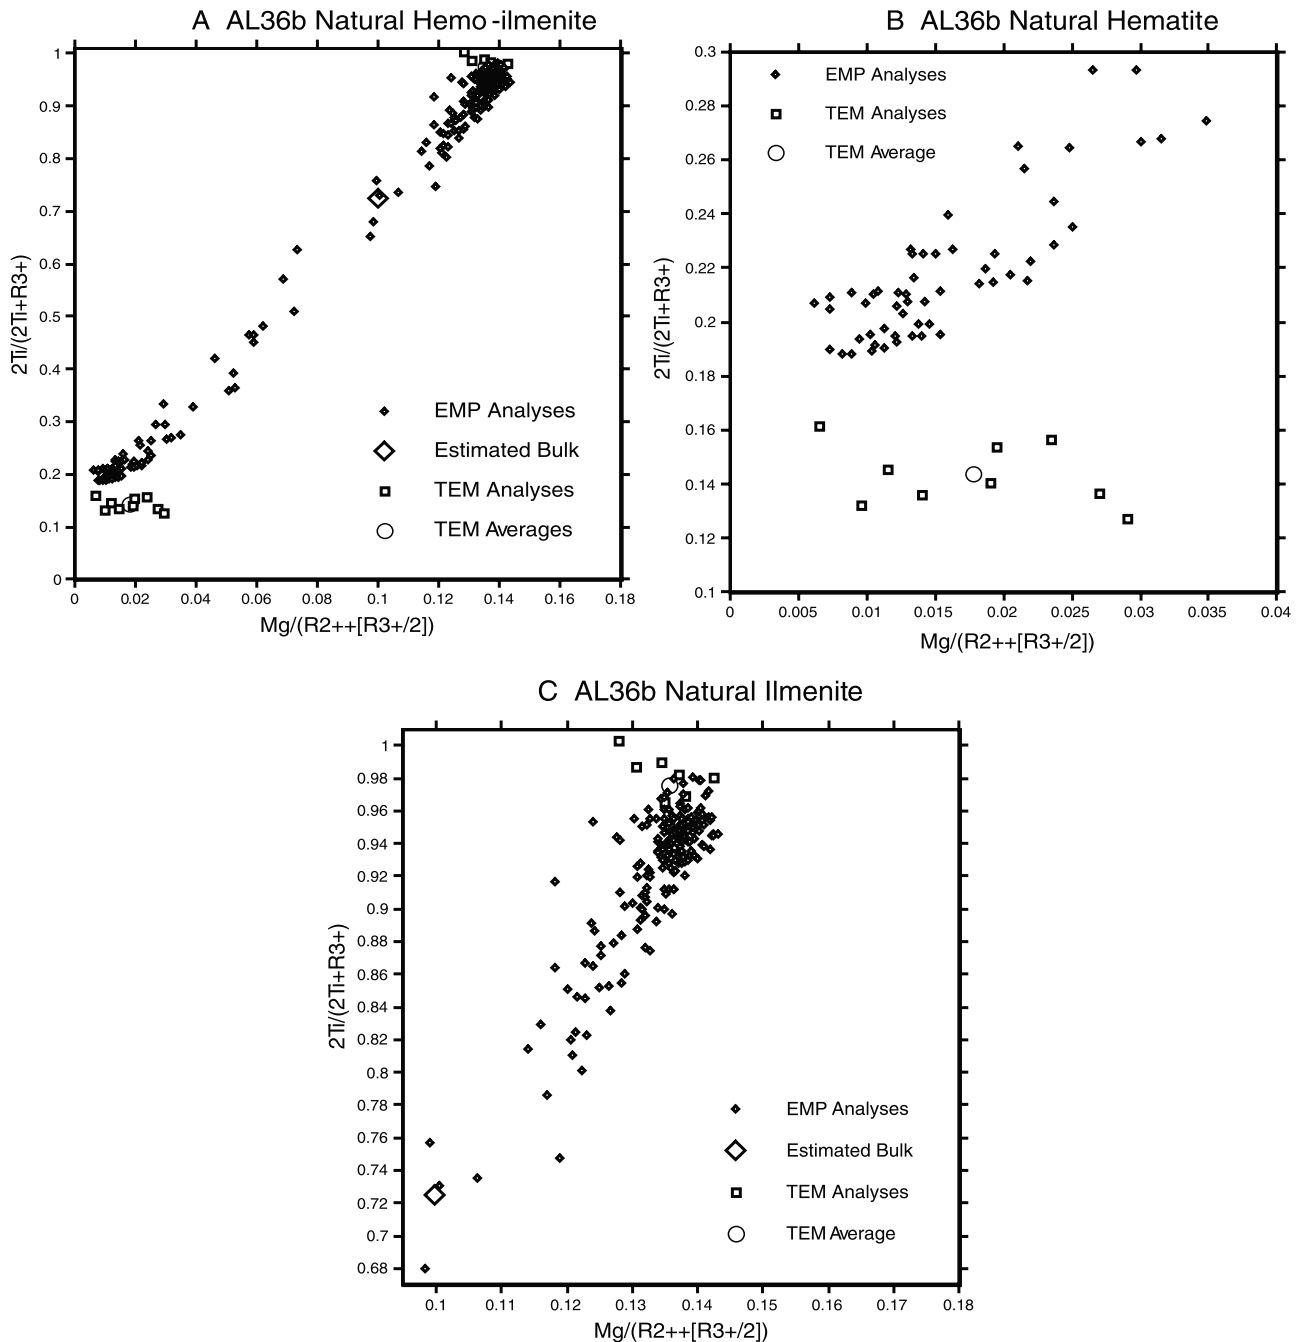 A AL36b Natural Hemo-ilmenite
1
0.9
0.8
0.7
0.6
0.5
0.4
0.3
0.2
0.1
0
2Ti/(2Ti+R3+)
EMP Analyses
Estimated Bulk
TEM Analyses
TEM Averages
0 0.02 0.04 0.06 0.08 0.1 0.12 0.14 0.16 0.18
Mg/(R2++[R3+/2])
B AL36b Natural Hematite
0.3
0.28
0.26
0.24
0.22
0.2
0.18
0.16
0.14
0.12
0.1
2Ti/(2Ti+R3+)
EMP Analyses
TEM Analyses
TEM Average
0 0.005 0.01 0.015 0.02 0.025 0.03 0.035 0.04
Mg/(R2++[R3+/2])
C AL36b Natural Ilmenite
1
0.98
0.96
0.94
0.92
0.9
0.88
0.86
0.84
0.82
0.8
0.78
0.76
0.74
0.72
0.7
0.68
2Ti/(2Ti+R3+)
EMP Analyses
Estimated Bulk
TEM Analyses
TEM Average
0.1 0.11 0.12 0.13 0.14 0.15 0.16 0.17 0.18
Mg/(R2++[R3+/2])